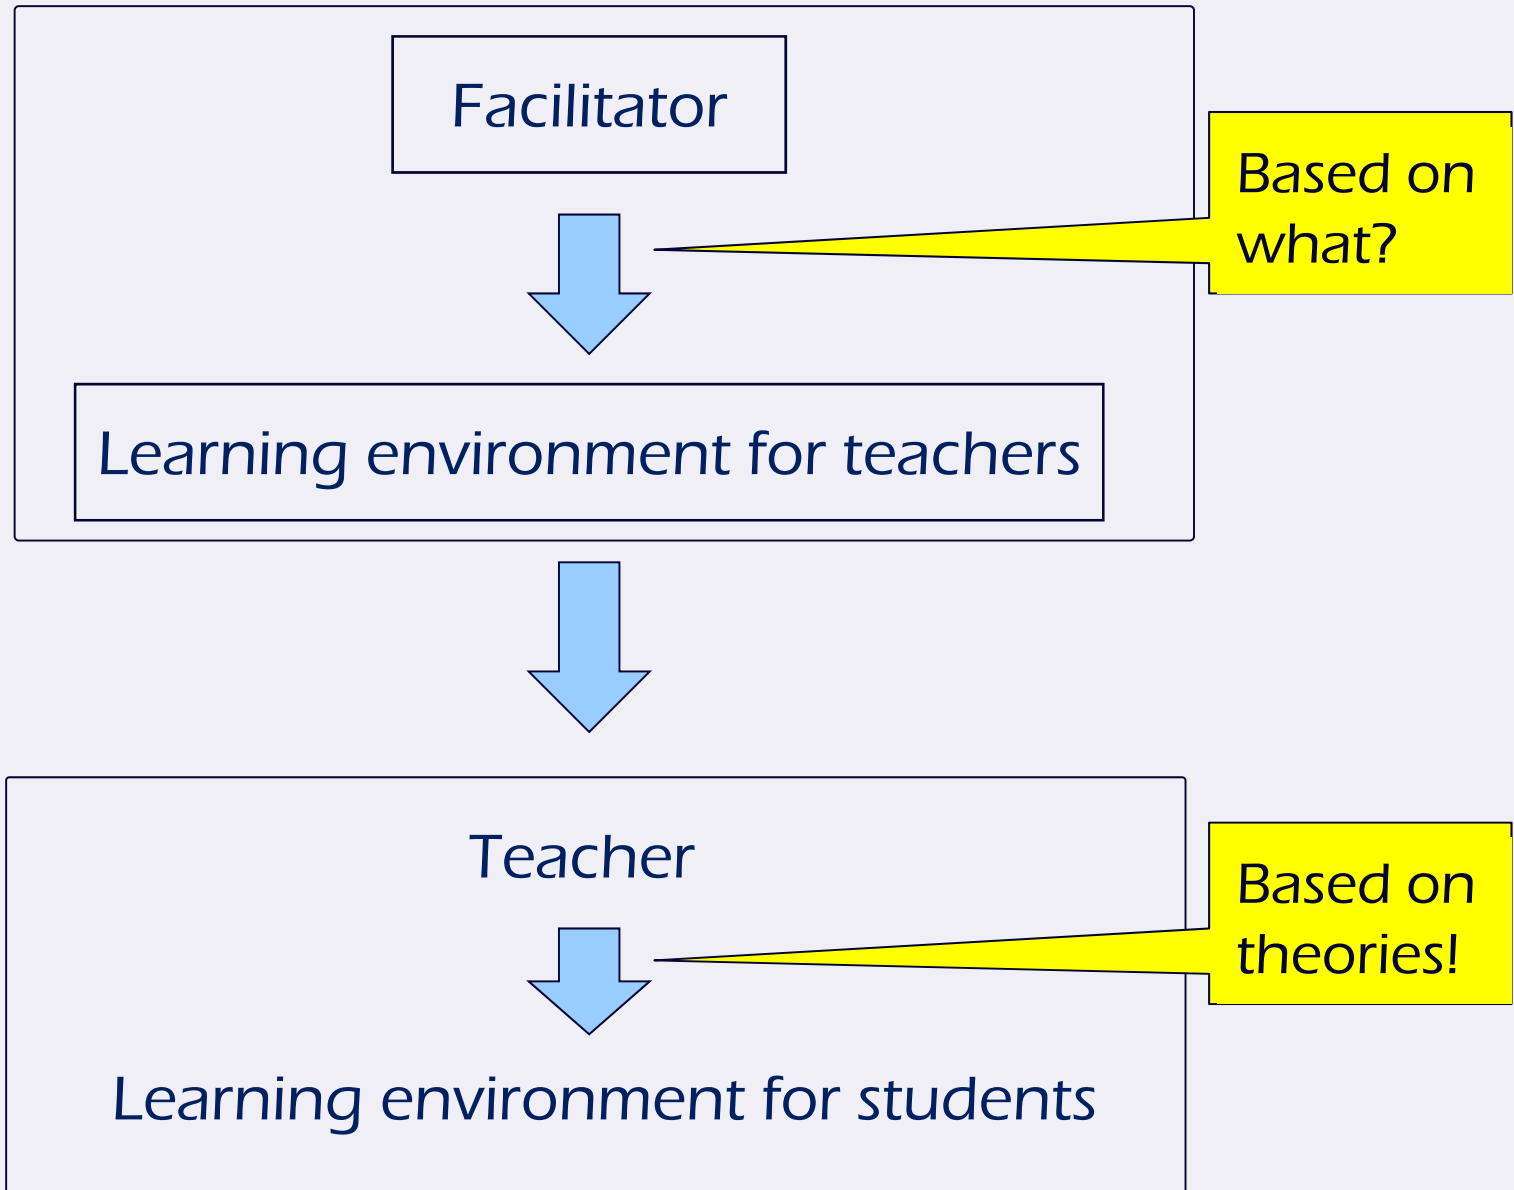 Facilitator
Based on
what?
Learning environment for teachers
Teacher
Based on
theories!
Learning environment for students